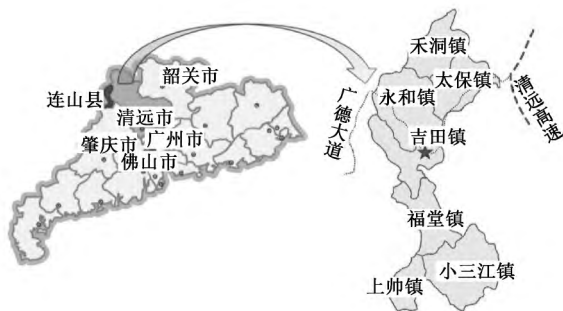 韶关市
连山县
清远市
广州市
肇庆市
佛山市
禾洞镇
太保镇
永和镇
广德大道
清远高速
吉田镇
福堂镇
小三江镇
上帅镇